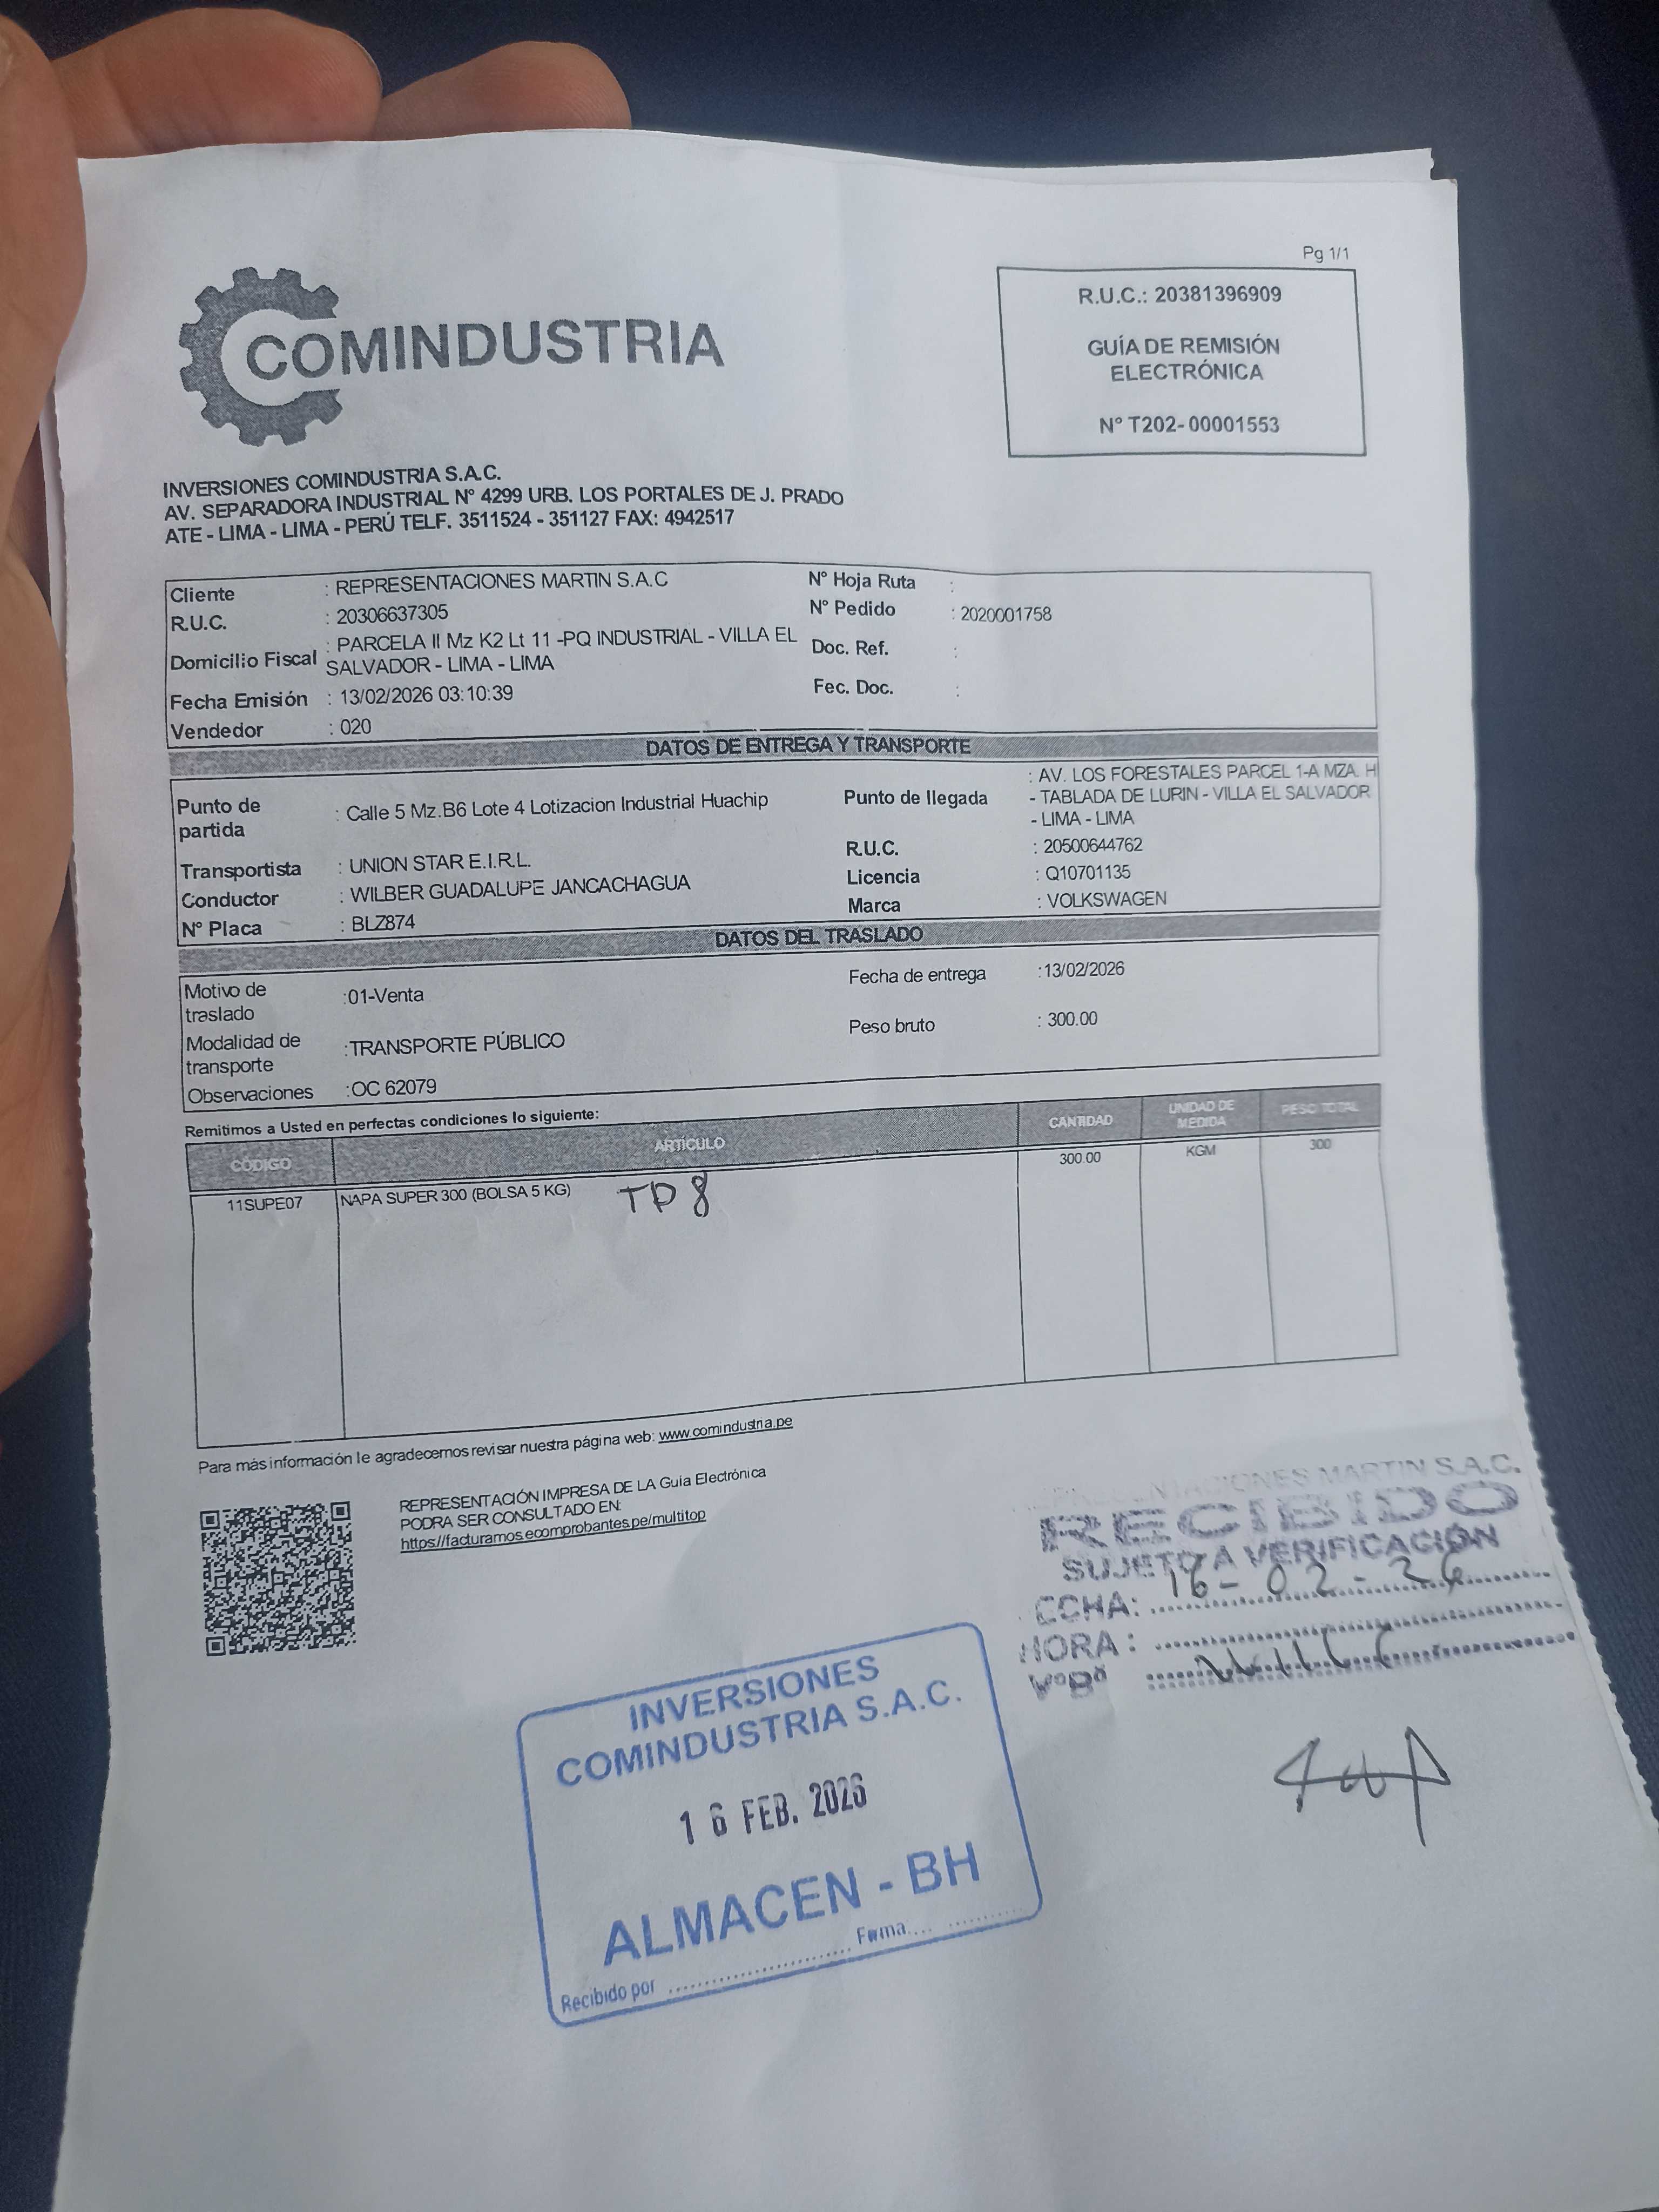 Pg 1/1
COMINDUSTRIA
R.U.C.: 20381396909
GUÍA DE REMISIÓN
ELECTRÓNICA
Nº T202- 00001553
INVERSIONES COMINDUSTRIA S.A.C.
AV. SEPARADORA INDUSTRIAL Nº 4299 URB. LOS PORTALES DE J. PRADO
ATE - LIMA - LIMA - PERÚ TELF. 3511524 - 351127 FAX: 4942517
Cliente : REPRESENTACIONES MARTIN S.A.C
R.U.C. : 20306637305
Domicilio Fiscal : PARCELA II Mz K2 Lt 11 -PQ INDUSTRIAL - VILLA EL
SALVADOR - LIMA - LIMA
Fecha Emisión : 13/02/2026 03:10:39
Vendedor : 020
Nº Hoja Ruta :
Nº Pedido : 2020001758
Doc. Ref. :
Fec. Doc. :
DATOS DE ENTREGA Y TRANSPORTE
Punto de
partida : Calle 5 Mz.B6 Lote 4 Lotizacion Industrial Huachip
Transportista : UNION STAR E.I.R.L.
Conductor : WILBER GUADALUPE JANCACHAGUA
Nº Placa : BLZ874
Punto de llegada : AV. LOS FORESTALES PARCEL 1-A MZA. H
- TABLADA DE LURIN - VILLA EL SALVADOR
- LIMA - LIMA
R.U.C. : 20500644762
Licencia : Q10701135
Marca : VOLKSWAGEN
DATOS DEL TRASLADO
Motivo de
traslado :01-Venta
Modalidad de
transporte :TRANSPORTE PÚBLICO
Observaciones :OC 62079
Fecha de entrega :13/02/2026
Peso bruto : 300.00
Remitimos a Usted en perfectas condiciones lo siguiente:
CÓDIGO ARTÍCULO CANTIDAD UNIDAD DE MEDIDA PESO TOTAL
11SUPE07 NAPA SUPER 300 (BOLSA 5 KG) TP8 300.00 KGM 300
Para más información le agradecemos revisar nuestra página web: www.comindustria.pe
REPRESENTACIÓN IMPRESA DE LA Guía Electrónica
PODRA SER CONSULTADO EN:
https://facturamos.ecomprobantes.pe/multitop
REPRESENTACIONES MARTIN S.A.C.
RECIBIDO
SUJETO A VERIFICACIÓN
ECHA: 16-02-26
HORA :
VºBº
INVERSIONES
COMINDUSTRIA S.A.C.
16 FEB. 2026
ALMACEN - BH
Recibido por Firma